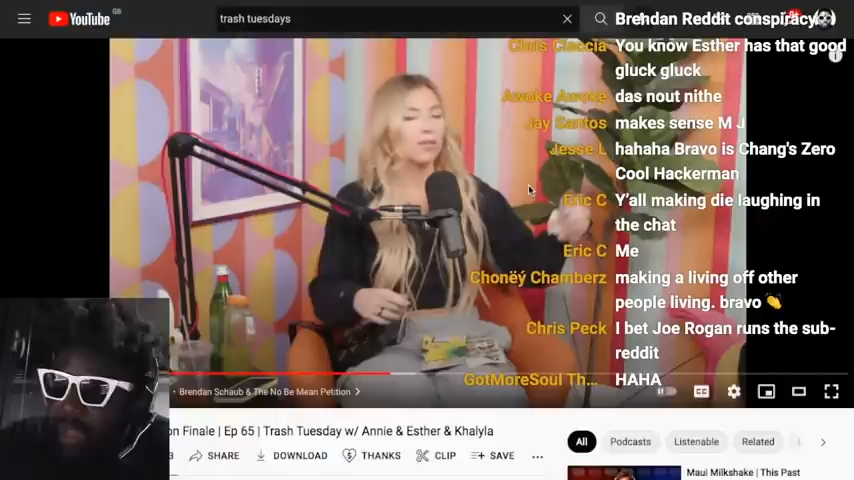 YouTube GB
trash tuesdays
Brendan Reddit conspiracy
Chris Ciaccia You know Esther has that good
gluck gluck
Awoke Awoke das nout nithe
Jay Santos makes sense M J
Jesse L hahaha Bravo is Chang's Zero
Cool Hackerman
Eric C Y'all making die laughing in
the chat
Eric C Me
Chonëÿ Chamberz making a living off other
people living. bravo 👏
Chris Peck I bet Joe Rogan runs the sub-
reddit
GotMoreSoul Th... HAHA
• Brendan Schaub & The No Be Mean Petition
on Finale | Ep 65 | Trash Tuesday w/ Annie & Esther & Khalyla
3 SHARE DOWNLOAD THANKS CLIP SAVE ...
All Podcasts Listenable Related
Maui Milkshake | This Past